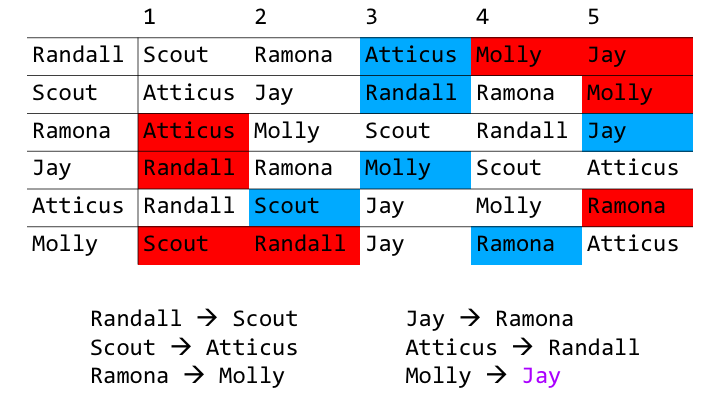 1 2 3 4 5
Randall Scout Ramona Atticus Molly Jay
Scout Atticus Jay Randall Ramona Molly
Ramona Atticus Molly Scout Randall Jay
Jay Randall Ramona Molly Scout Atticus
Atticus Randall Scout Jay Molly Ramona
Molly Scout Randall Jay Ramona Atticus
Randall → Scout Jay → Ramona
Scout → Atticus Atticus → Randall
Ramona → Molly Molly → Jay